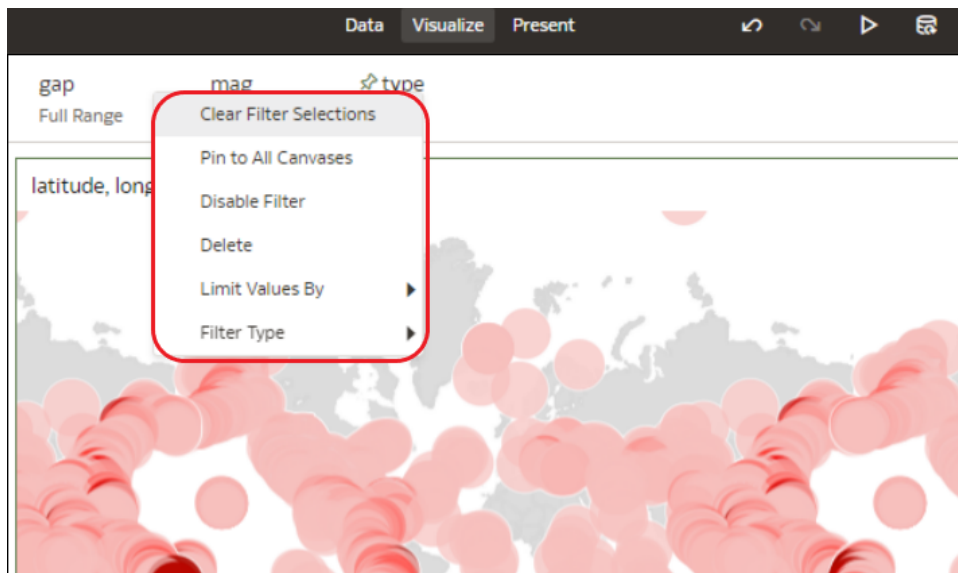 Data Visualize Present
gap mag type
Full Range
Clear Filter Selections
Pin to All Canvases
latitude, long
Disable Filter
Delete
Limit Values By
Filter Type